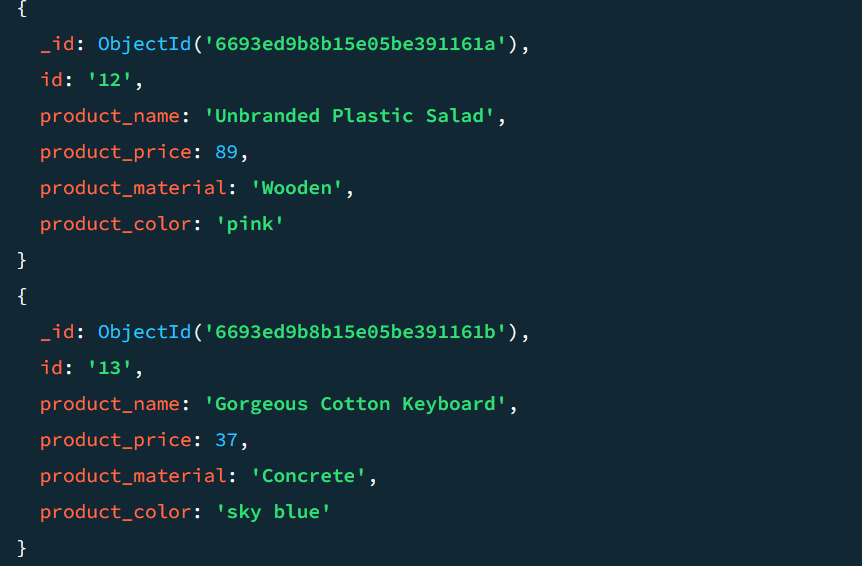 {
_id: ObjectId('6693ed9b8b15e05be391161a'),
id: '12',
product_name: 'Unbranded Plastic Salad',
product_price: 89,
product_material: 'Wooden',
product_color: 'pink'
}
{
_id: ObjectId('6693ed9b8b15e05be391161b'),
id: '13',
product_name: 'Gorgeous Cotton Keyboard',
product_price: 37,
product_material: 'Concrete',
product_color: 'sky blue'
}